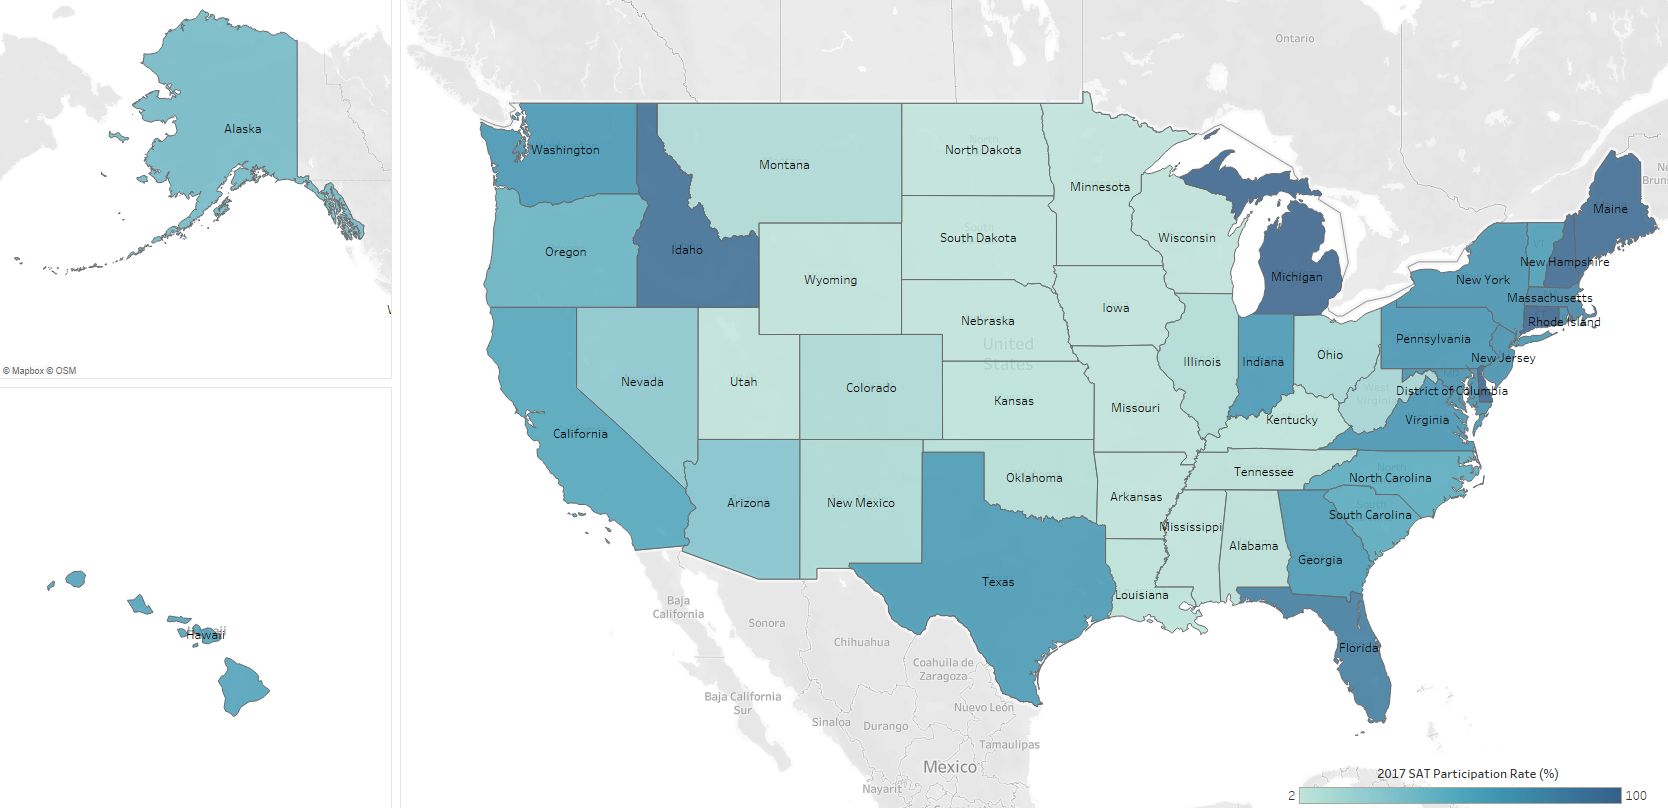 Ontario
Alaska
Washington
Montana
North Dakota
Minnesota
Maine
Oregon
Idaho
South Dakota
Wisconsin
New Hampshire
Wyoming
Michigan
New York
Massachusetts
Nebraska
Iowa
Rhode Island
United
States
Pennsylvania
New Jersey
© Mapbox © OSM
Nevada
Utah
Colorado
Illinois
Indiana
Ohio
West
Virginia
District of Columbia
Kansas
Missouri
Kentucky
Virginia
California
Arizona
New Mexico
Oklahoma
Arkansas
Tennessee
North Carolina
South Carolina
Mississippi
Alabama
Georgia
Texas
Louisiana
Hawaii
Florida
Baja
California
Sonora
Chihuahua
Coahuila de
Zaragoza
Baja California
Sur
Nuevo León
Sinaloa
Durango
Tamaulipas
Mexico
Nayarit
2017 SAT Participation Rate (%)
2 100